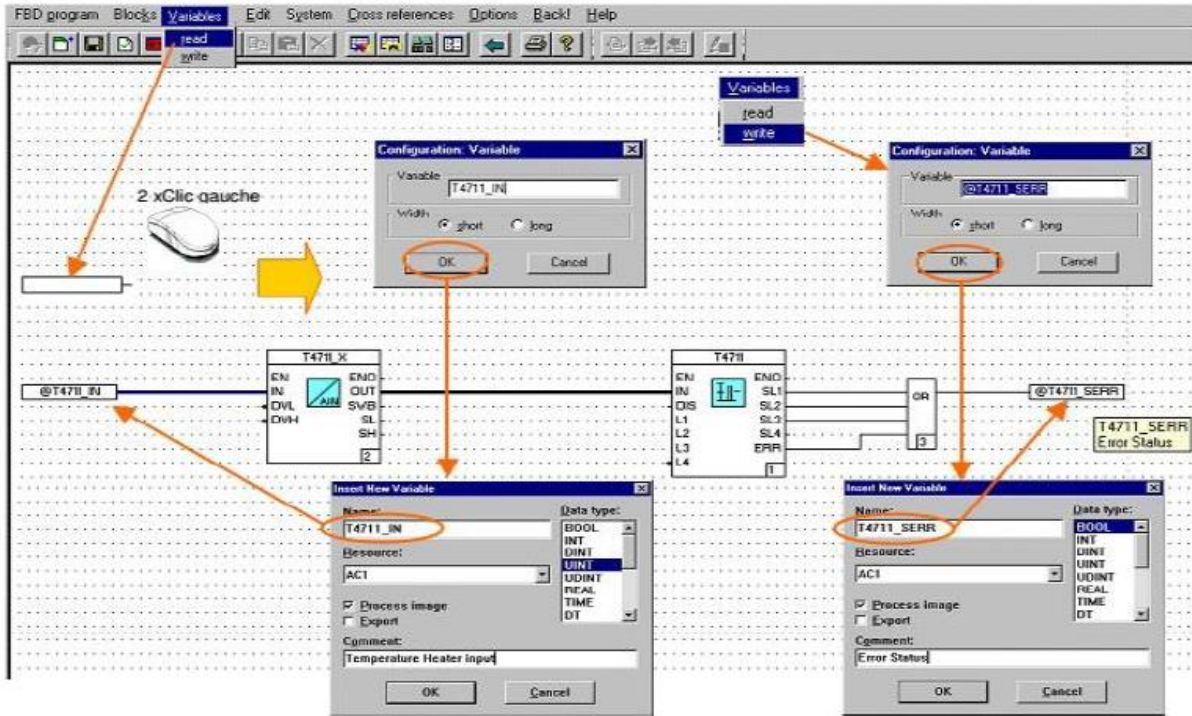 FBD program Blocks Variables Edit System Cross references Options Back! Help
read
write
Variables
read
write
Configuration: Variable
Variable
T4711_IN
Width
short long
OK Cancel
Configuration: Variable
Variable
@T4711_SERR
Width
short long
OK Cancel
2 xClic gauche
T4711_X
EN ENO
IN OUT
DVL SWB
DVH SL
SH
AIN
2
T4711
EN ENO
IN SL1
DIS SL2
L1 SL3
L2 SL4
L3 ERR
L4
1
OR
3
@T4711_IN
@T4711_SERR
T4711_SERR
Error Status
Insert New Variable
Name:
T4711_IN
Data type:
BOOL
INT
DINT
UINT
UDINT
REAL
TIME
DT
Resource:
AC1
Process image
Export
Comment:
Temperature Heater input
OK Cancel
Insert New Variable
Name:
T4711_SERR
Data type:
BOOL
INT
DINT
UINT
UDINT
REAL
TIME
DT
Resource:
AC1
Process image
Export
Comment:
Error Status
OK Cancel